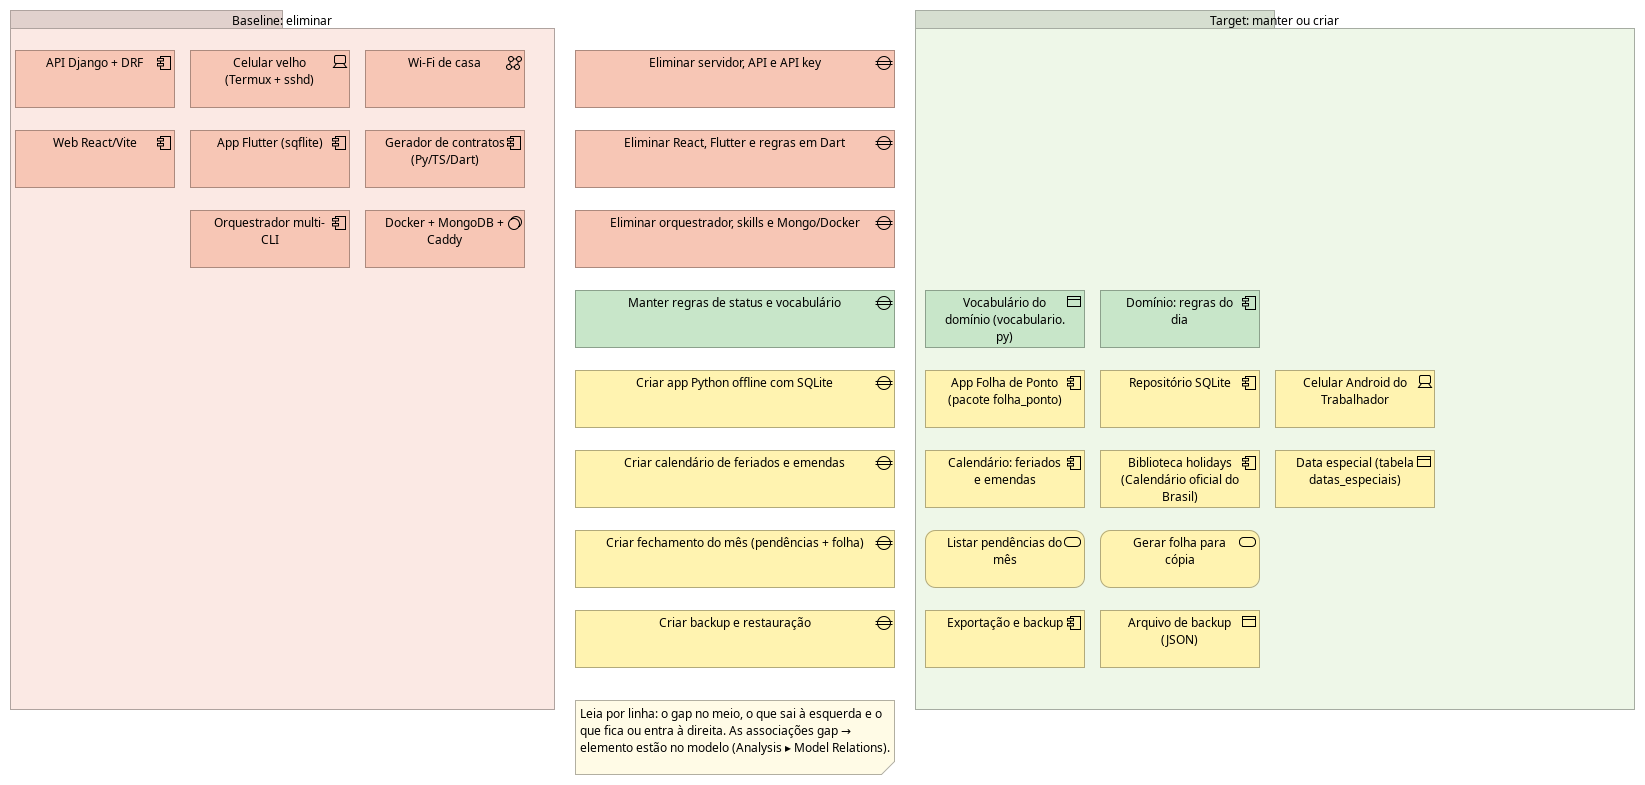 Baseline: eliminar
Target: manter ou criar
API Django + DRF
Celular velho
(Termux + sshd)
Wi-Fi de casa
Eliminar servidor, API e API key
Web React/Vite
App Flutter (sqflite)
Gerador de contratos
(Py/TS/Dart)
Eliminar React, Flutter e regras em Dart
Orquestrador multi-
CLI
Docker + MongoDB +
Caddy
Eliminar orquestrador, skills e Mongo/Docker
Manter regras de status e vocabulário
Vocabulário do
domínio (vocabulario.
py)
Domínio: regras do
dia
Criar app Python offline com SQLite
App Folha de Ponto
(pacote folha_ponto)
Repositório SQLite
Celular Android do
Trabalhador
Criar calendário de feriados e emendas
Calendário: feriados
e emendas
Biblioteca holidays
(Calendário oficial do
Brasil)
Data especial (tabela
datas_especiais)
Criar fechamento do mês (pendências + folha)
Listar pendências do
mês
Gerar folha para
cópia
Criar backup e restauração
Exportação e backup
Arquivo de backup
(JSON)
Leia por linha: o gap no meio, o que sai à esquerda e o
que fica ou entra à direita. As associações gap →
elemento estão no modelo (Analysis ▸ Model Relations).